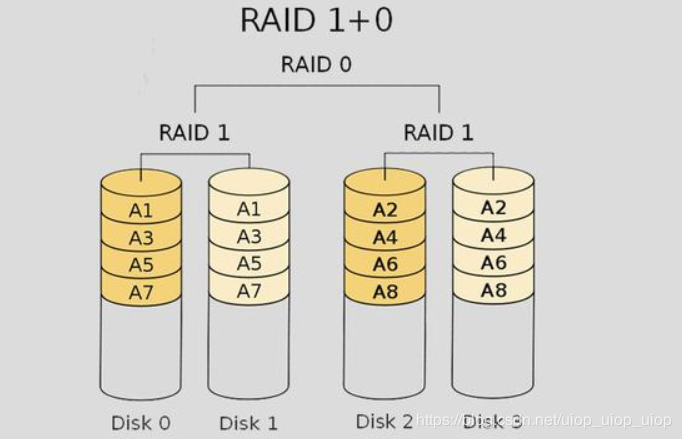 RAID 1+0
RAID 0
RAID 1 RAID 1
A1 A1 A2 A2
A3 A3 A4 A4
A5 A5 A6 A6
A7 A7 A8 A8
Disk 0 Disk 1 Disk 2 Disk 3
https://blog.csdn.net/uiop_uiop_uiop